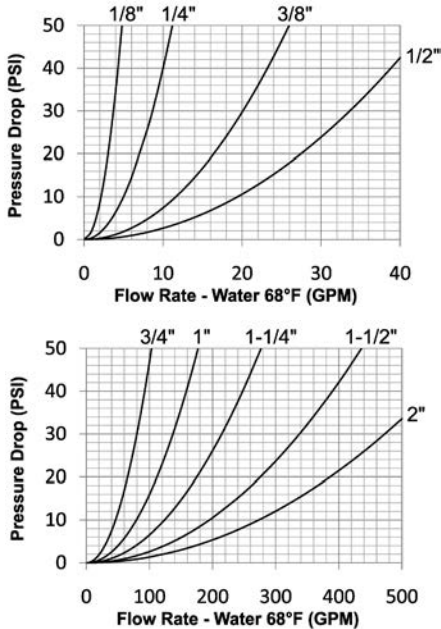 1/8" 1/4" 3/8"
1/2"
50
40
30
20
10
0
Pressure Drop (PSI)
0 10 20 30 40
Flow Rate - Water 68°F (GPM)
3/4" 1" 1-1/4" 1-1/2"
2"
50
40
30
20
10
0
Pressure Drop (PSI)
0 100 200 300 400 500
Flow Rate - Water 68°F (GPM)